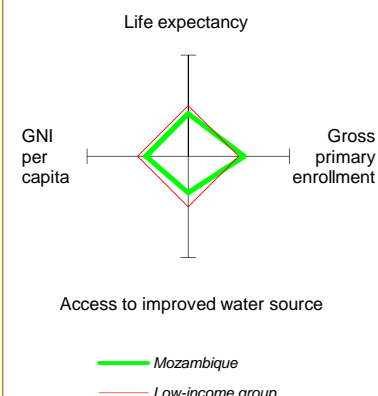 Life expectancy
GNI
per
capita
Gross
primary
enrollment
Access to improved water source
Mozambique
Low-income group